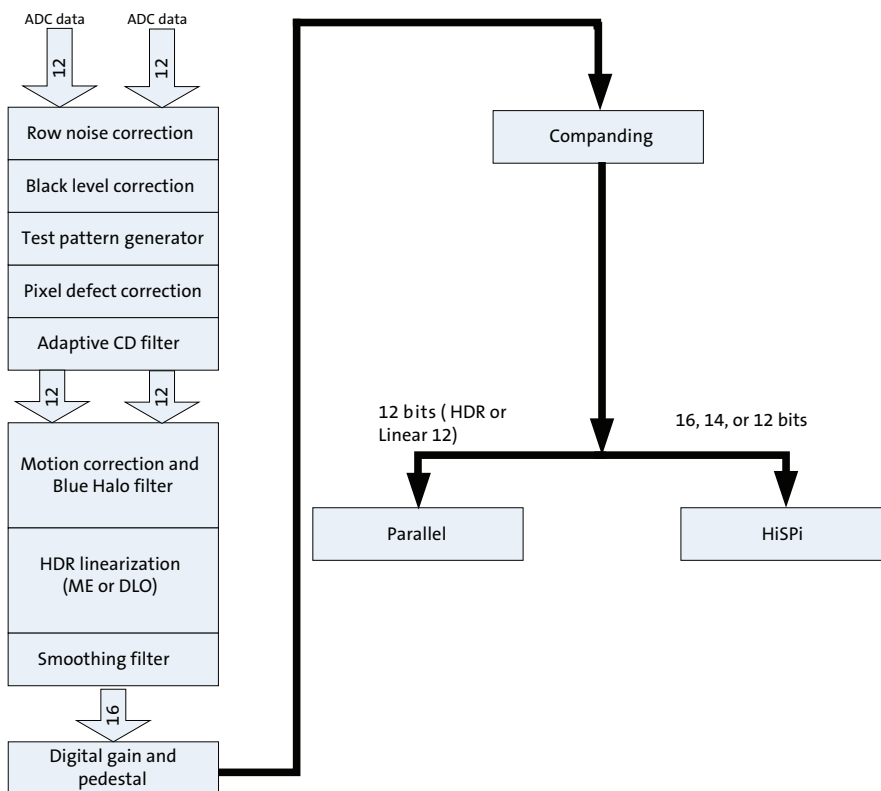 ADC data
ADC data
12
12
Row noise correction
Black level correction
Test pattern generator
Pixel defect correction
Adaptive CD filter
12
12
Motion correction and
Blue Halo filter
HDR linearization
(ME or DLO)
Smoothing filter
16
Digital gain and
pedestal
Companding
12 bits ( HDR or
Linear 12)
16, 14, or 12 bits
Parallel
HiSPi